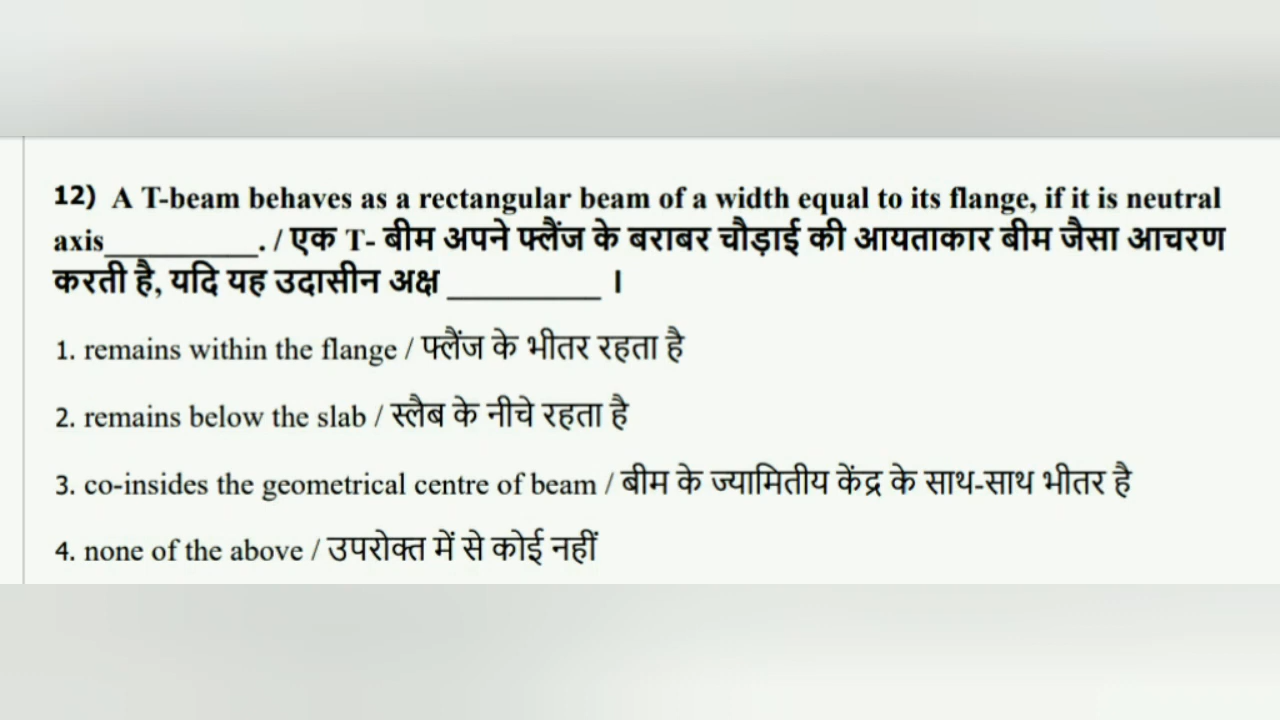 12) A T-beam behaves as a rectangular beam of a width equal to its flange, if it is neutral
axis__________. / एक T- बीम अपने फ्लैंज के बराबर चौड़ाई की आयताकार बीम जैसा आचरण
करती है, यदि यह उदासीन अक्ष __________ ।
1. remains within the flange / फ्लैंज के भीतर रहता है
2. remains below the slab / स्लैब के नीचे रहता है
3. co-insides the geometrical centre of beam / बीम के ज्यामितीय केंद्र के साथ-साथ भीतर है
4. none of the above / उपरोक्त में से कोई नहीं